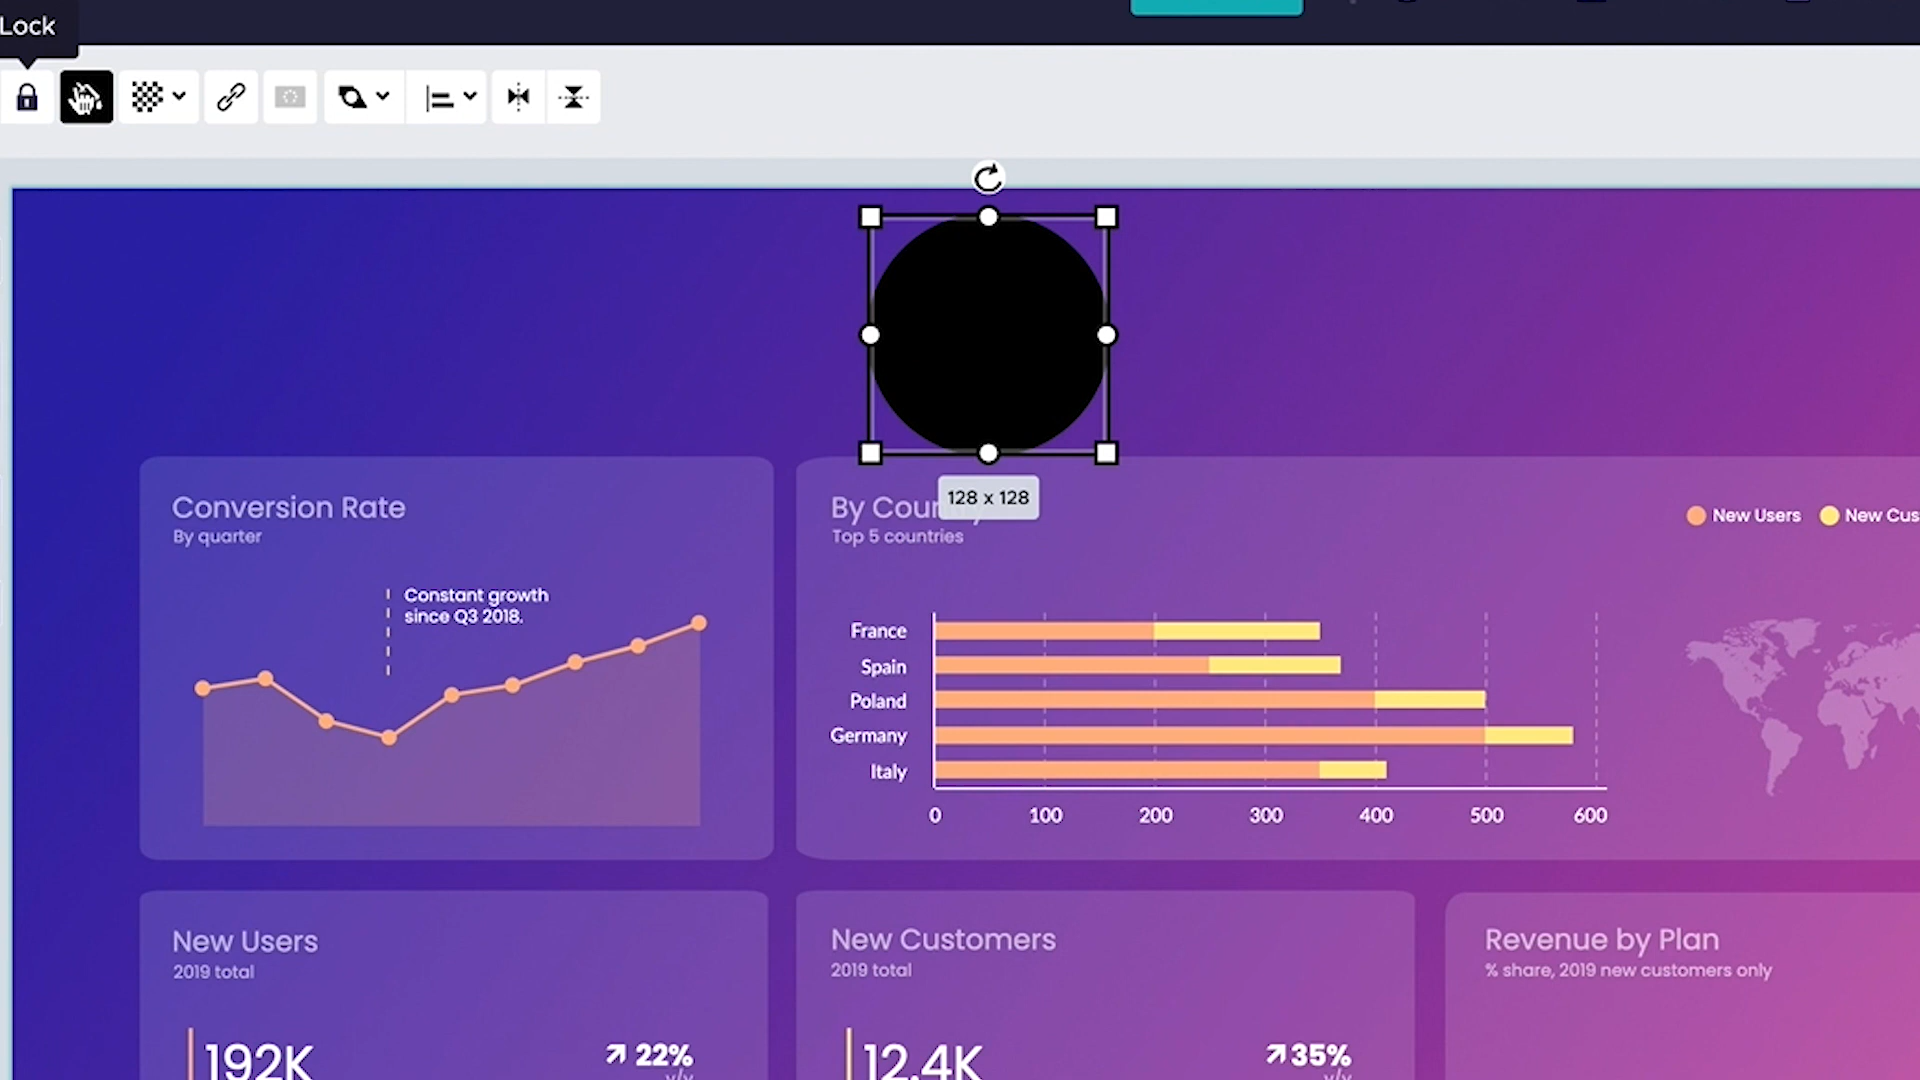 Lock
128 x 128
Conversion Rate
By quarter
Constant growth
since Q3 2018.
By Coun
Top 5 countries
New Users
New Cus
France
Spain
Poland
Germany
Italy
0 100 200 300 400 500 600
New Users
2019 total
192K
22%
y/y
New Customers
2019 total
12.4K
35%
y/y
Revenue by Plan
% share, 2019 new customers only